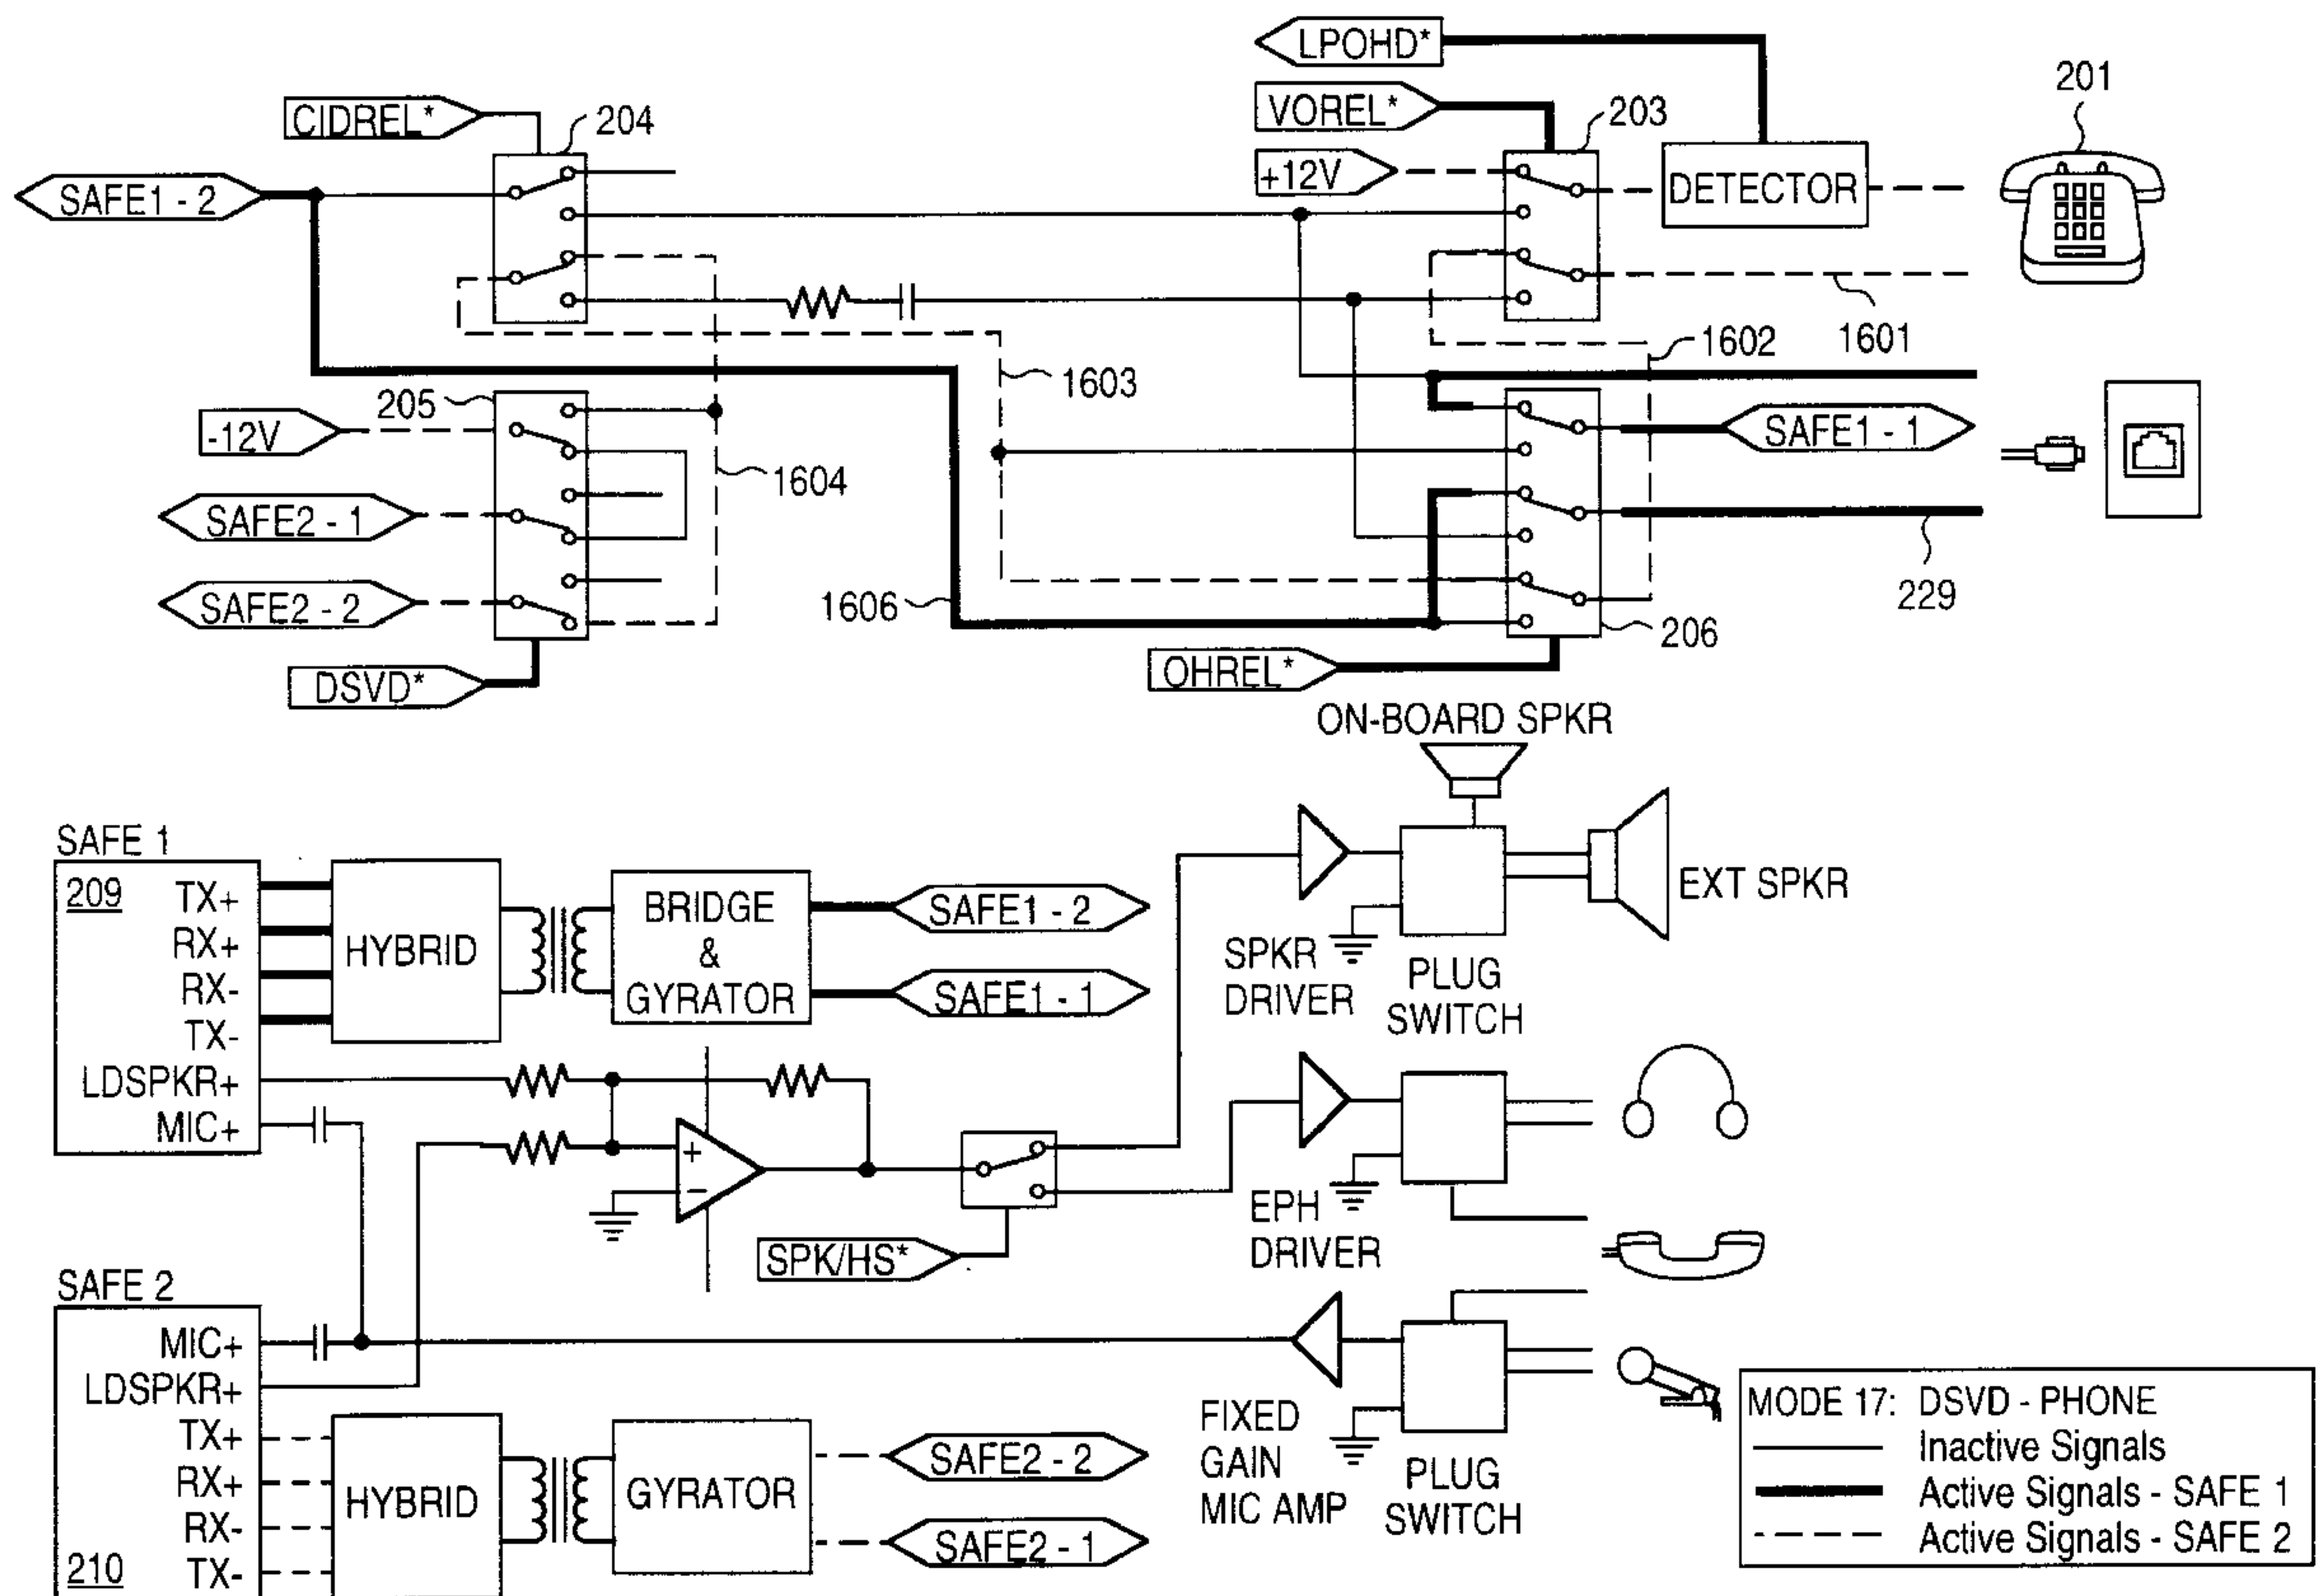 LPOHD*
201
CIDREL*
204
VOREL*
203
SAFE1 - 2
+12V
DETECTOR
1601
1602
1603
205
-12V
SAFE1 - 1
1604
SAFE2 - 1
SAFE2 - 2
1606
229
206
DSVD*
OHREL*
ON-BOARD SPKR
SAFE 1
209
TX+
RX+
RX-
TX-
LDSPKR+
MIC+
HYBRID
BRIDGE
&
GYRATOR
SAFE1 - 2
SAFE1 - 1
SPKR
DRIVER
PLUG
SWITCH
EXT SPKR
+
-
SPK/HS*
EPH
DRIVER
SAFE 2
MIC+
LDSPKR+
TX+
RX+
RX-
TX-
210
HYBRID
GYRATOR
SAFE2 - 2
SAFE2 - 1
FIXED
GAIN
MIC AMP
PLUG
SWITCH
MODE 17: DSVD - PHONE
Inactive Signals
Active Signals - SAFE 1
Active Signals - SAFE 2